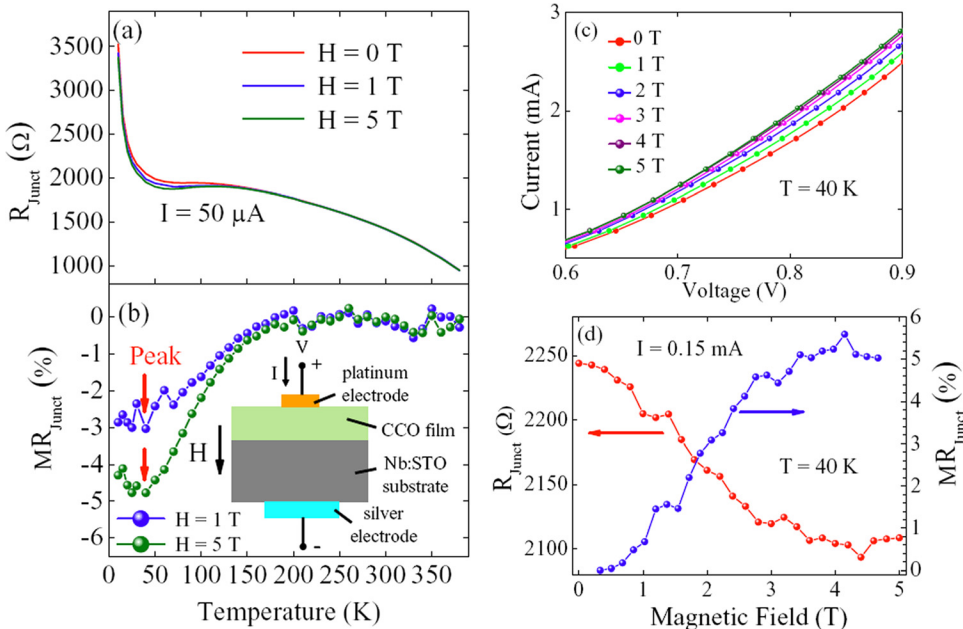 (a)
H = 0 T
H = 1 T
H = 5 T
I = 50 μA
R_Junct (Ω)
3500
3000
2500
2000
1500
1000
(b)
Peak
MR_Junct (%)
0
-1
-2
-3
-4
-5
-6
V
I
+
platinum
electrode
CCO film
H
Nb:STO
substrate
silver
electrode
-
H = 1 T
H = 5 T
0 50 100 150 200 250 300 350
Temperature (K)
(c)
0 T
1 T
2 T
3 T
4 T
5 T
T = 40 K
Current (mA)
3
2
1
0.6 0.7 0.8 0.9
Voltage (V)
(d)
I = 0.15 mA
T = 40 K
R_Junct (Ω)
2250
2200
2150
2100
MR_Junct (%)
6
5
4
3
2
1
0
0 1 2 3 4 5
Magnetic Field (T)